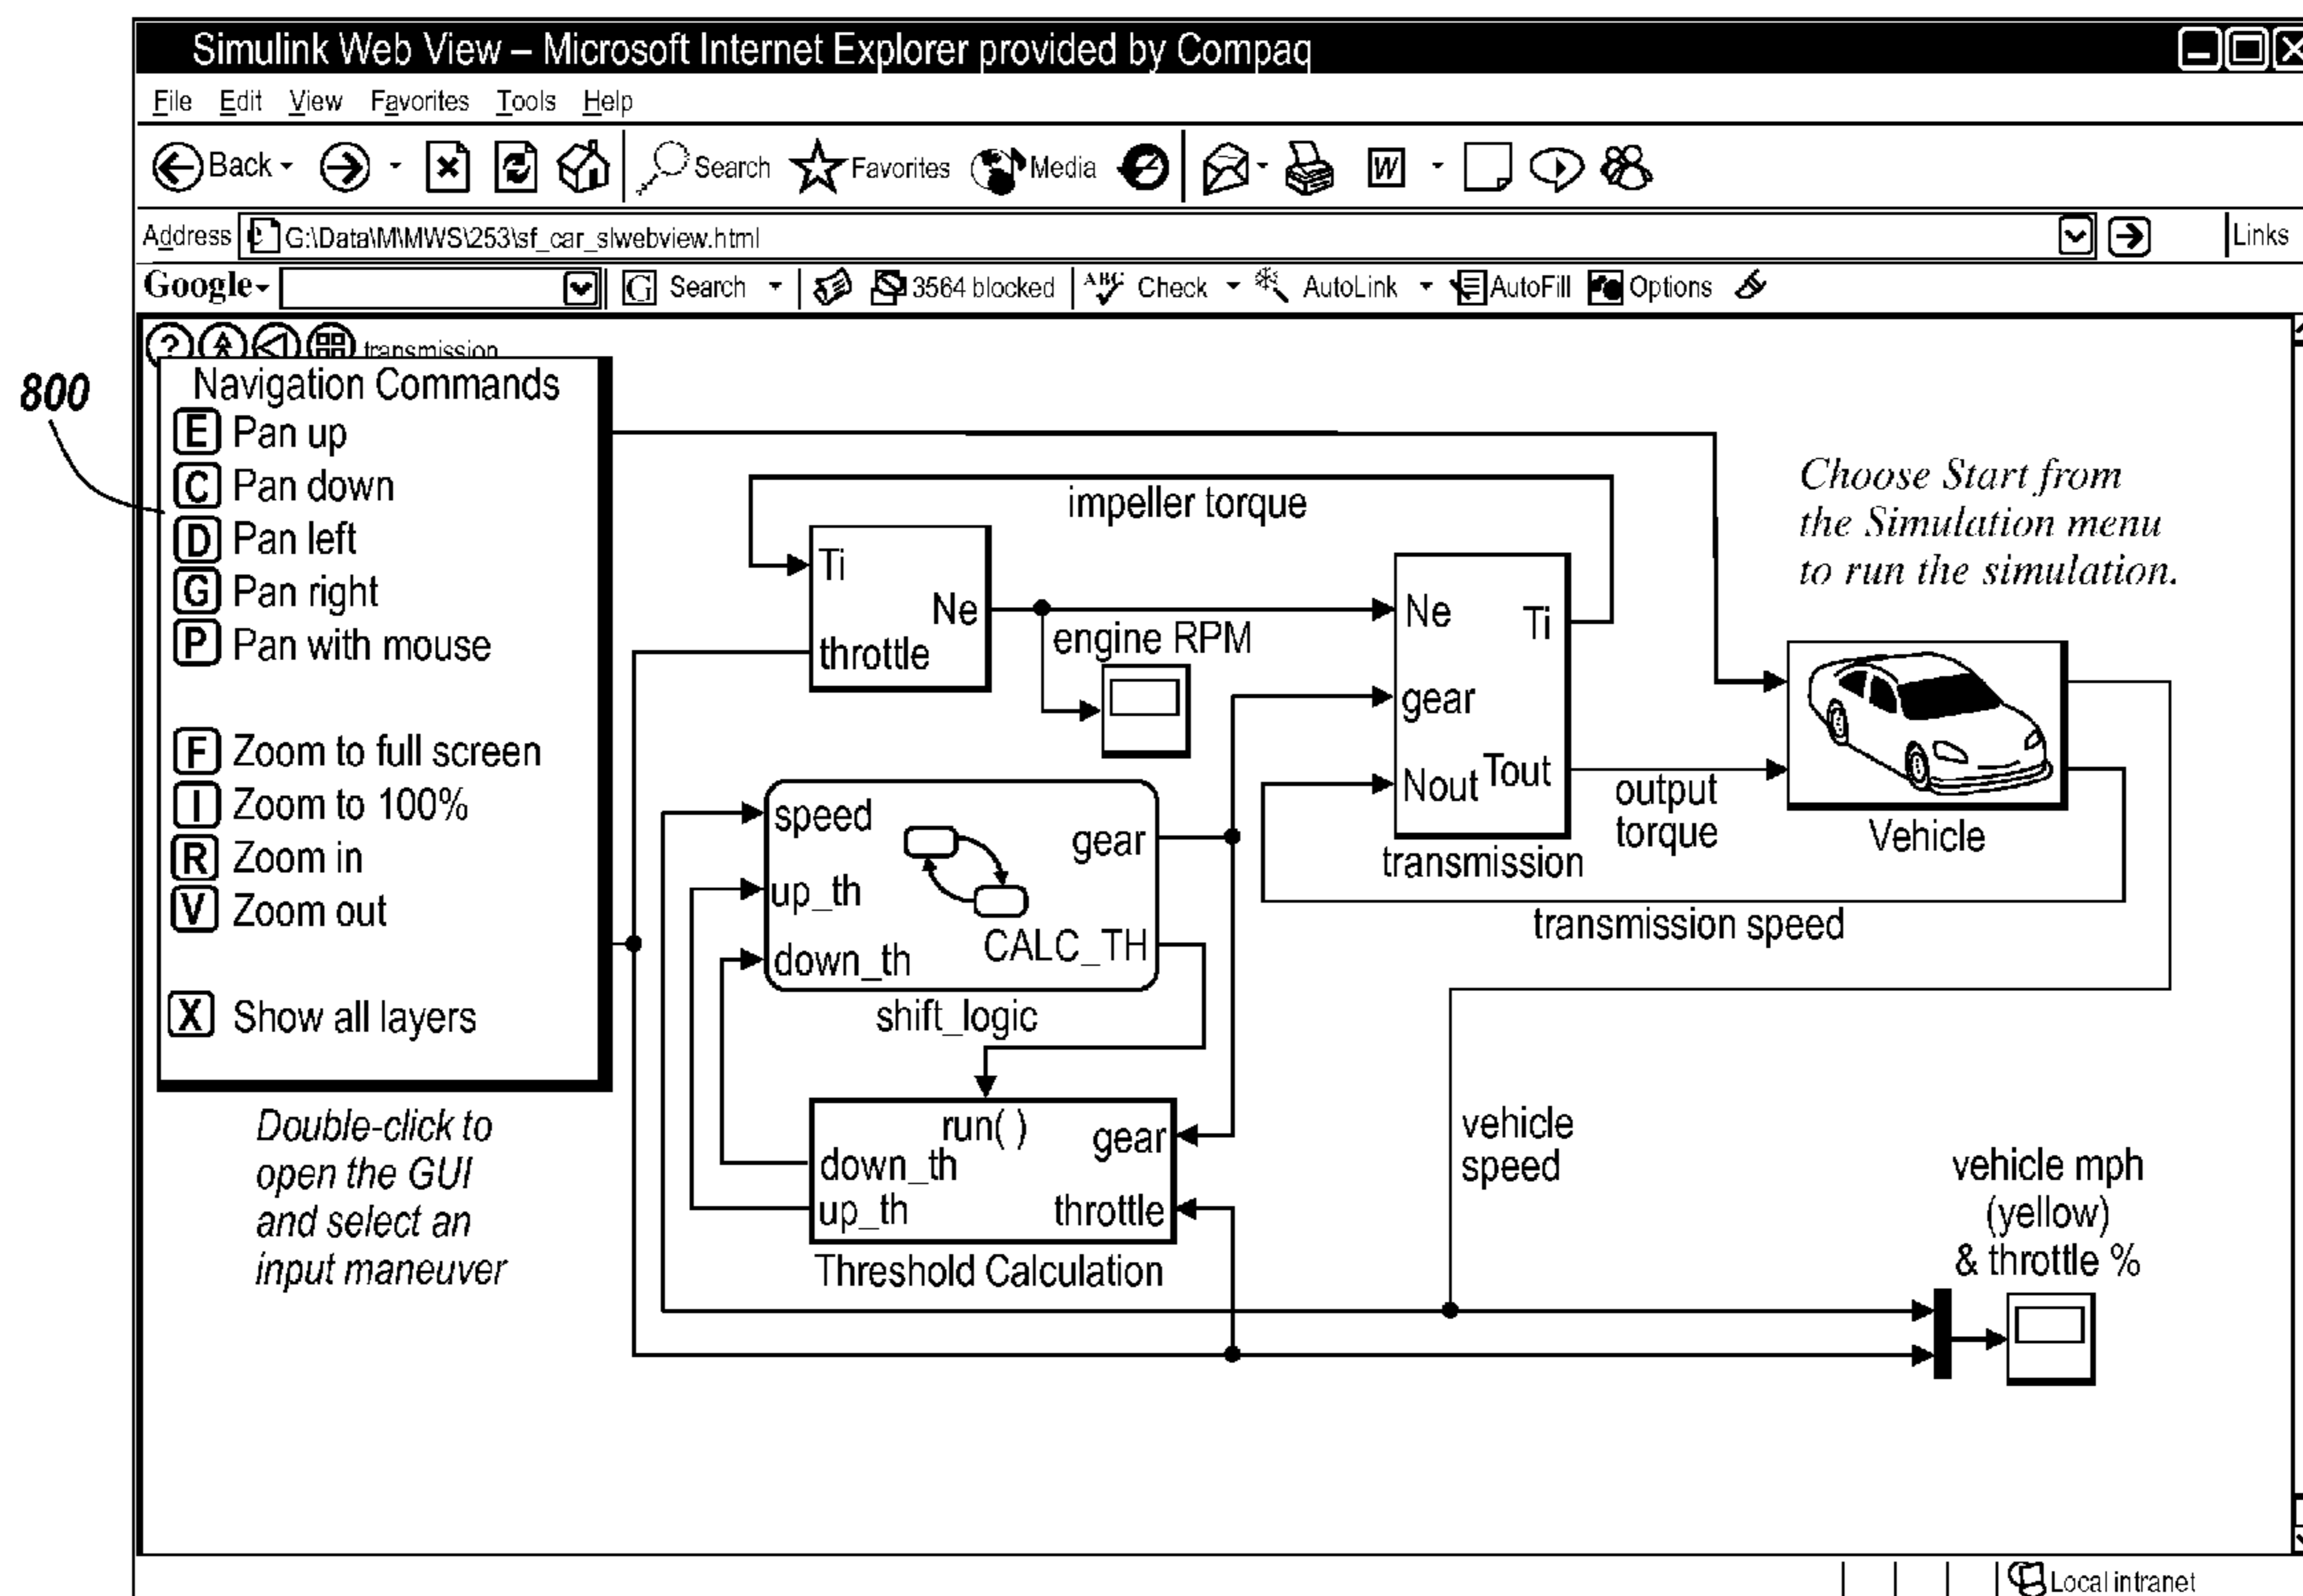 Simulink Web View – Microsoft Internet Explorer provided by Compaq
File Edit View Favorites Tools Help
Back Search Favorites Media W
Address G:\Data\M\MWS\253\sf_car_slwebview.html Links
Google G Search 3564 blocked ABC Check AutoLink AutoFill Options
? transmission
800
Navigation Commands
E Pan up
C Pan down
D Pan left
G Pan right
P Pan with mouse
F Zoom to full screen
I Zoom to 100%
R Zoom in
V Zoom out
X Show all layers
Double-click to
open the GUI
and select an
input maneuver
impeller torque
Ti
Ne
throttle
engine RPM
Ne
Ti
gear
Nout
Tout
transmission
output
torque
Choose Start from
the Simulation menu
to run the simulation.
Vehicle
transmission speed
speed
gear
up_th
CALC_TH
down_th
shift_logic
run( )
gear
down_th
up_th
throttle
Threshold Calculation
vehicle
speed
vehicle mph
(yellow)
& throttle %
Local intranet